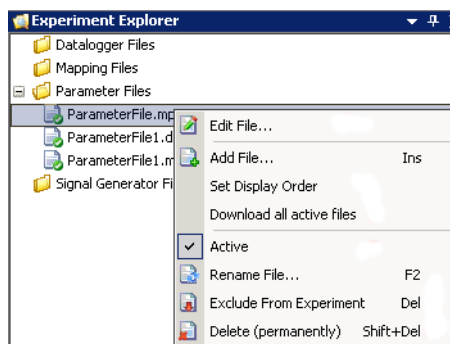 Experiment Explorer
Datalogger Files
Mapping Files
Parameter Files
ParameterFile.mp
ParameterFile1.d
ParameterFile1.m
Signal Generator Fi
Edit File...
Add File... Ins
Set Display Order
Download all active files
Active
Rename File... F2
Exclude From Experiment Del
Delete (permanently) Shift+Del